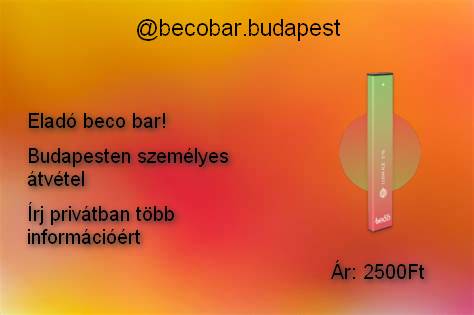 @becobar.budapest
Eladó beco bar!
Budapesten személyes
átvétel
Írj privátban több
információért
Ár: 2500Ft